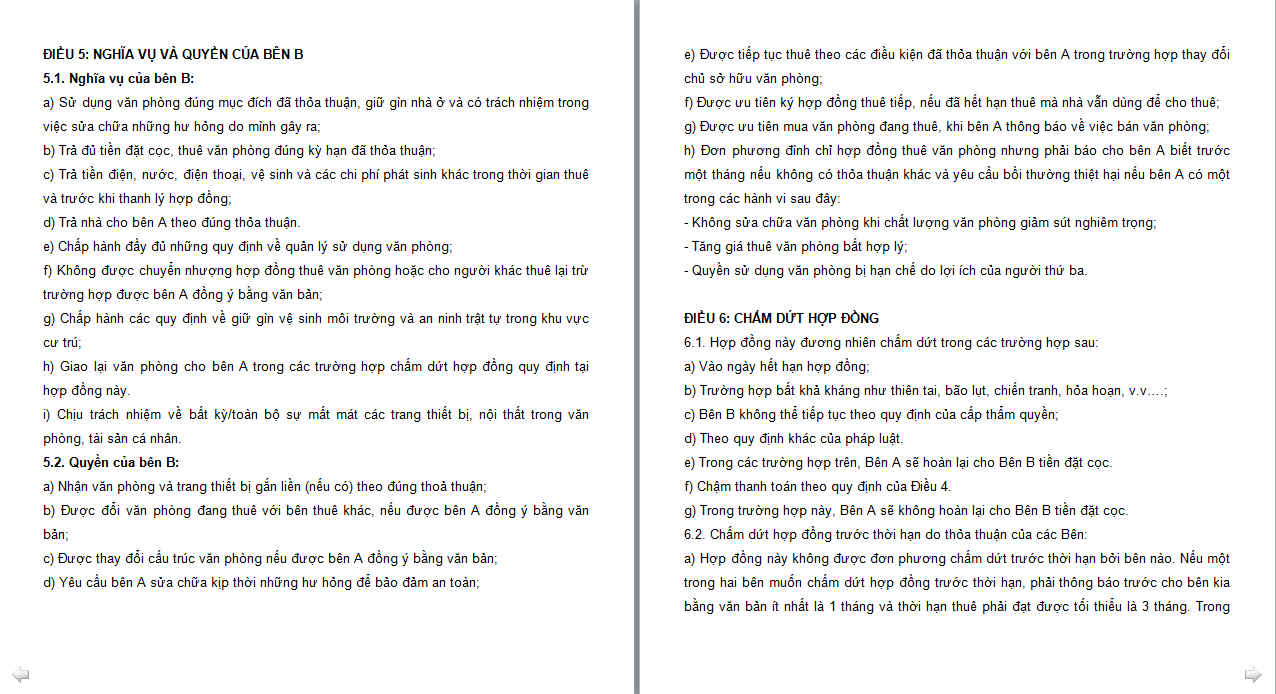 ĐIỀU 5: NGHĨA VỤ VÀ QUYỀN CỦA BÊN B
5.1. Nghĩa vụ của bên B:
a) Sử dụng văn phòng đúng mục đích đã thỏa thuận, giữ gìn nhà ở và có trách nhiệm trong
việc sửa chữa những hư hỏng do mình gây ra;
b) Trả đủ tiền đặt cọc, thuê văn phòng đúng kỳ hạn đã thỏa thuận;
c) Trả tiền điện, nước, điện thoại, vệ sinh và các chi phí phát sinh khác trong thời gian thuê
và trước khi thanh lý hợp đồng;
d) Trả nhà cho bên A theo đúng thỏa thuận.
e) Chấp hành đầy đủ những quy định về quản lý sử dụng văn phòng;
f) Không được chuyển nhượng hợp đồng thuê văn phòng hoặc cho người khác thuê lại trừ
trường hợp được bên A đồng ý bằng văn bản;
g) Chấp hành các quy định về giữ gìn vệ sinh môi trường và an ninh trật tự trong khu vực
cư trú;
h) Giao lại văn phòng cho bên A trong các trường hợp chấm dứt hợp đồng quy định tại
hợp đồng này.
i) Chịu trách nhiệm về bất kỳ/toàn bộ sự mất mát các trang thiết bị, nội thất trong văn
phòng, tài sản cá nhân.
5.2. Quyền của bên B:
a) Nhận văn phòng và trang thiết bị gắn liền (nếu có) theo đúng thoả thuận;
b) Được đổi văn phòng đang thuê với bên thuê khác, nếu được bên A đồng ý bằng văn
bản;
c) Được thay đổi cấu trúc văn phòng nếu được bên A đồng ý bằng văn bản;
d) Yêu cầu bên A sửa chữa kịp thời những hư hỏng để bảo đảm an toàn;
e) Được tiếp tục thuê theo các điều kiện đã thỏa thuận với bên A trong trường hợp thay đổi
chủ sở hữu văn phòng;
f) Được ưu tiên ký hợp đồng thuê tiếp, nếu đã hết hạn thuê mà nhà vẫn dùng để cho thuê;
g) Được ưu tiên mua văn phòng đang thuê, khi bên A thông báo về việc bán văn phòng;
h) Đơn phương đình chỉ hợp đồng thuê văn phòng nhưng phải báo cho bên A biết trước
một tháng nếu không có thỏa thuận khác và yêu cầu bồi thường thiệt hại nếu bên A có một
trong các hành vi sau đây:
- Không sửa chữa văn phòng khi chất lượng văn phòng giảm sút nghiêm trọng;
- Tăng giá thuê văn phòng bất hợp lý;
- Quyền sử dụng văn phòng bị hạn chế do lợi ích của người thứ ba.
ĐIỀU 6: CHẤM DỨT HỢP ĐỒNG
6.1. Hợp đồng này đương nhiên chấm dứt trong các trường hợp sau:
a) Vào ngày hết hạn hợp đồng;
b) Trường hợp bất khả kháng như thiên tai, bão lụt, chiến tranh, hỏa hoạn, v.v….;
c) Bên B không thể tiếp tục theo quy định của cấp thẩm quyền;
d) Theo quy định khác của pháp luật.
e) Trong các trường hợp trên, Bên A sẽ hoàn lại cho Bên B tiền đặt cọc.
f) Chậm thanh toán theo quy định của Điều 4.
g) Trong trường hợp này, Bên A sẽ không hoàn lại cho Bên B tiền đặt cọc.
6.2. Chấm dứt hợp đồng trước thời hạn do thỏa thuận của các Bên:
a) Hợp đồng này không được đơn phương chấm dứt trước thời hạn bởi bên nào. Nếu một
trong hai bên muốn chấm dứt hợp đồng trước thời hạn, phải thông báo trước cho bên kia
bằng văn bản ít nhất là 1 tháng và thời hạn thuê phải đạt được tối thiểu là 3 tháng. Trong